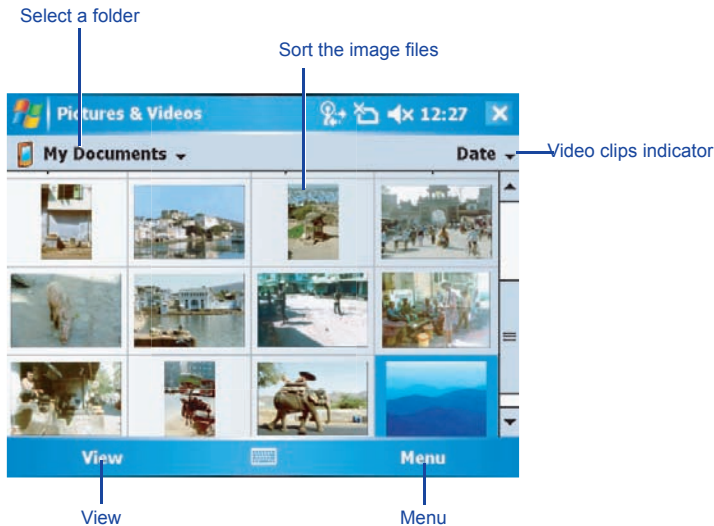 Select a folder
Sort the image files
Pictures & Videos 12:27
My Documents Date
Video clips indicator
View Menu
View Menu